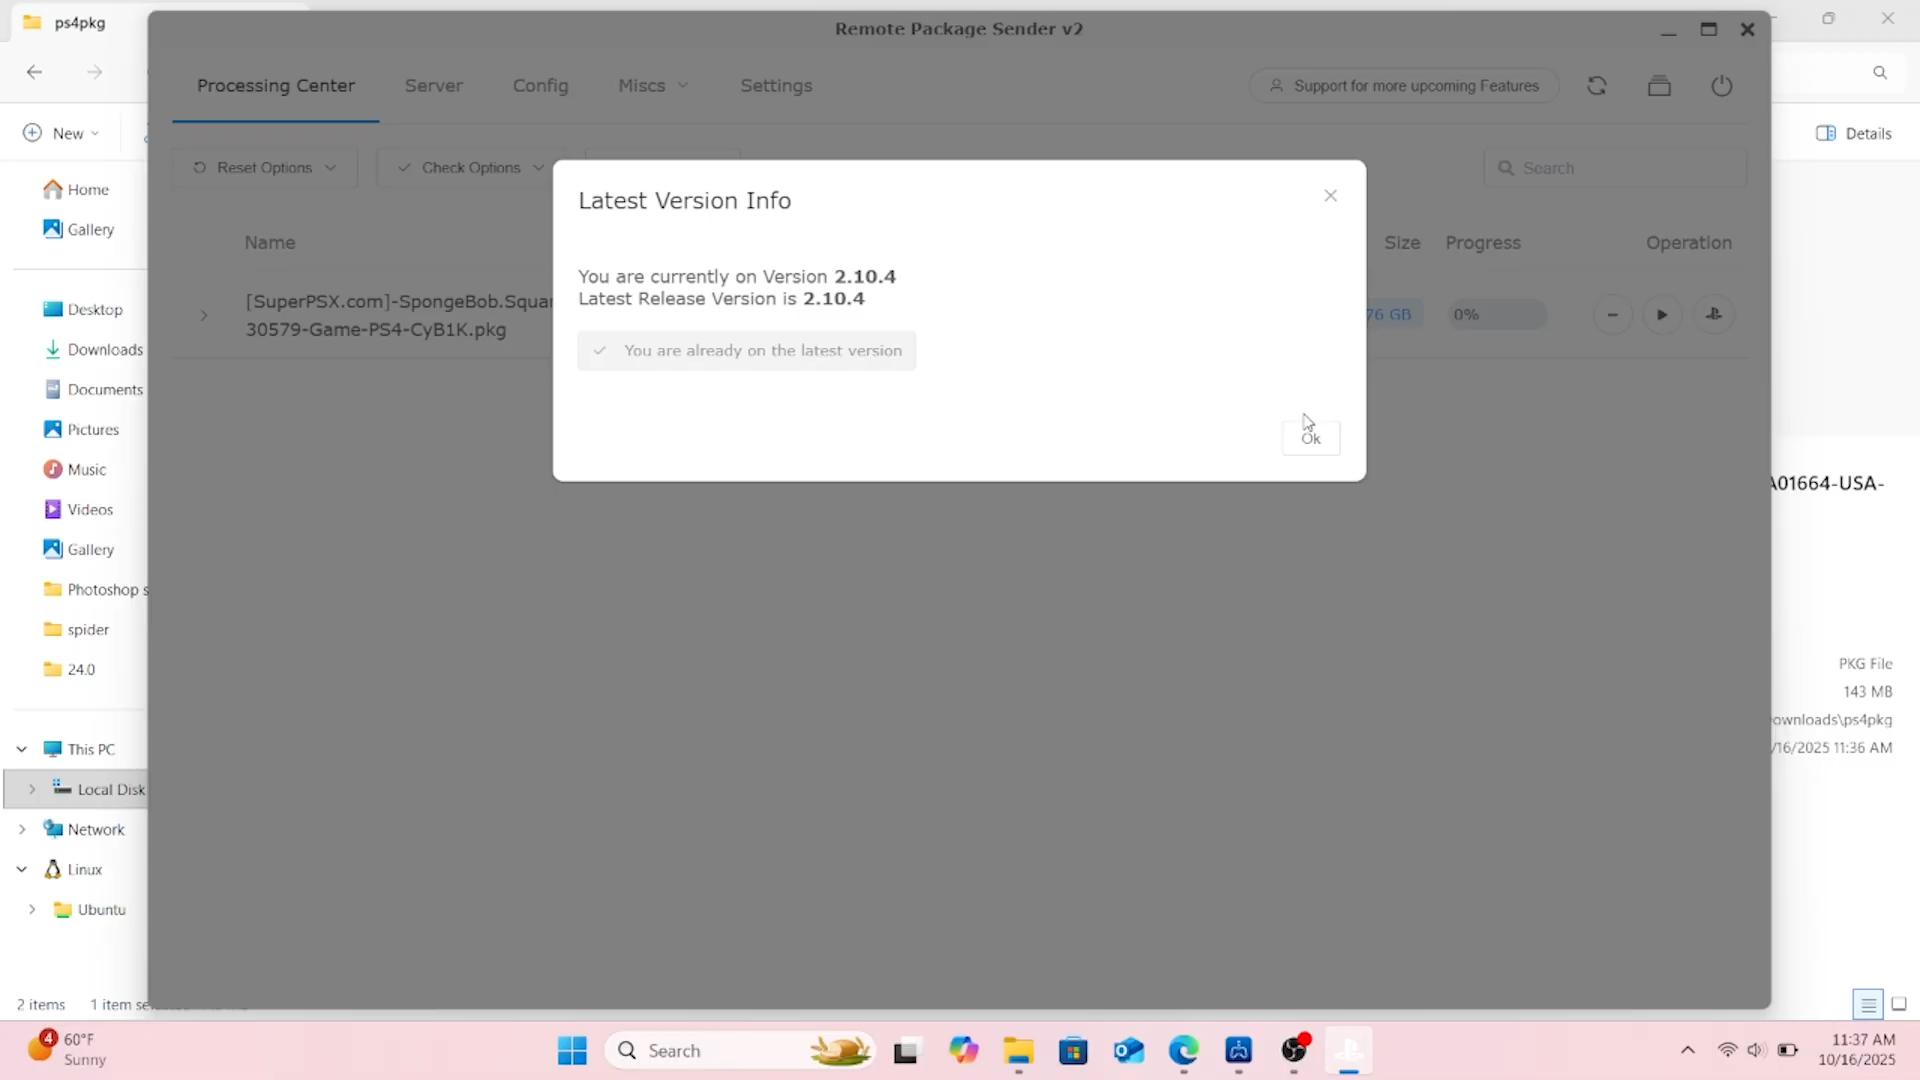 ps4pkg
Remote Package Sender v2
Processing Center
Server
Config
Miscs
Settings
Support for more upcoming Features
New
Details
Reset Options
Check Options
Search
Latest Version Info
You are currently on Version 2.10.4
Latest Release Version is 2.10.4
You are already on the latest version
Ok
Name
Size
Progress
Operation
[SuperPSX.com]-SpongeBob.Squar
30579-Game-PS4-CyB1K.pkg
76 GB
0%
Home
Gallery
Desktop
Downloads
Documents
Pictures
Music
Videos
Gallery
Photoshop s
spider
24.0
This PC
Local Disk
Network
Linux
Ubuntu
A01664-USA-
PKG File
143 MB
ownloads\ps4pkg
/16/2025 11:36 AM
2 items
1 item se
4
60°F
Sunny
Search
11:37 AM
10/16/2025